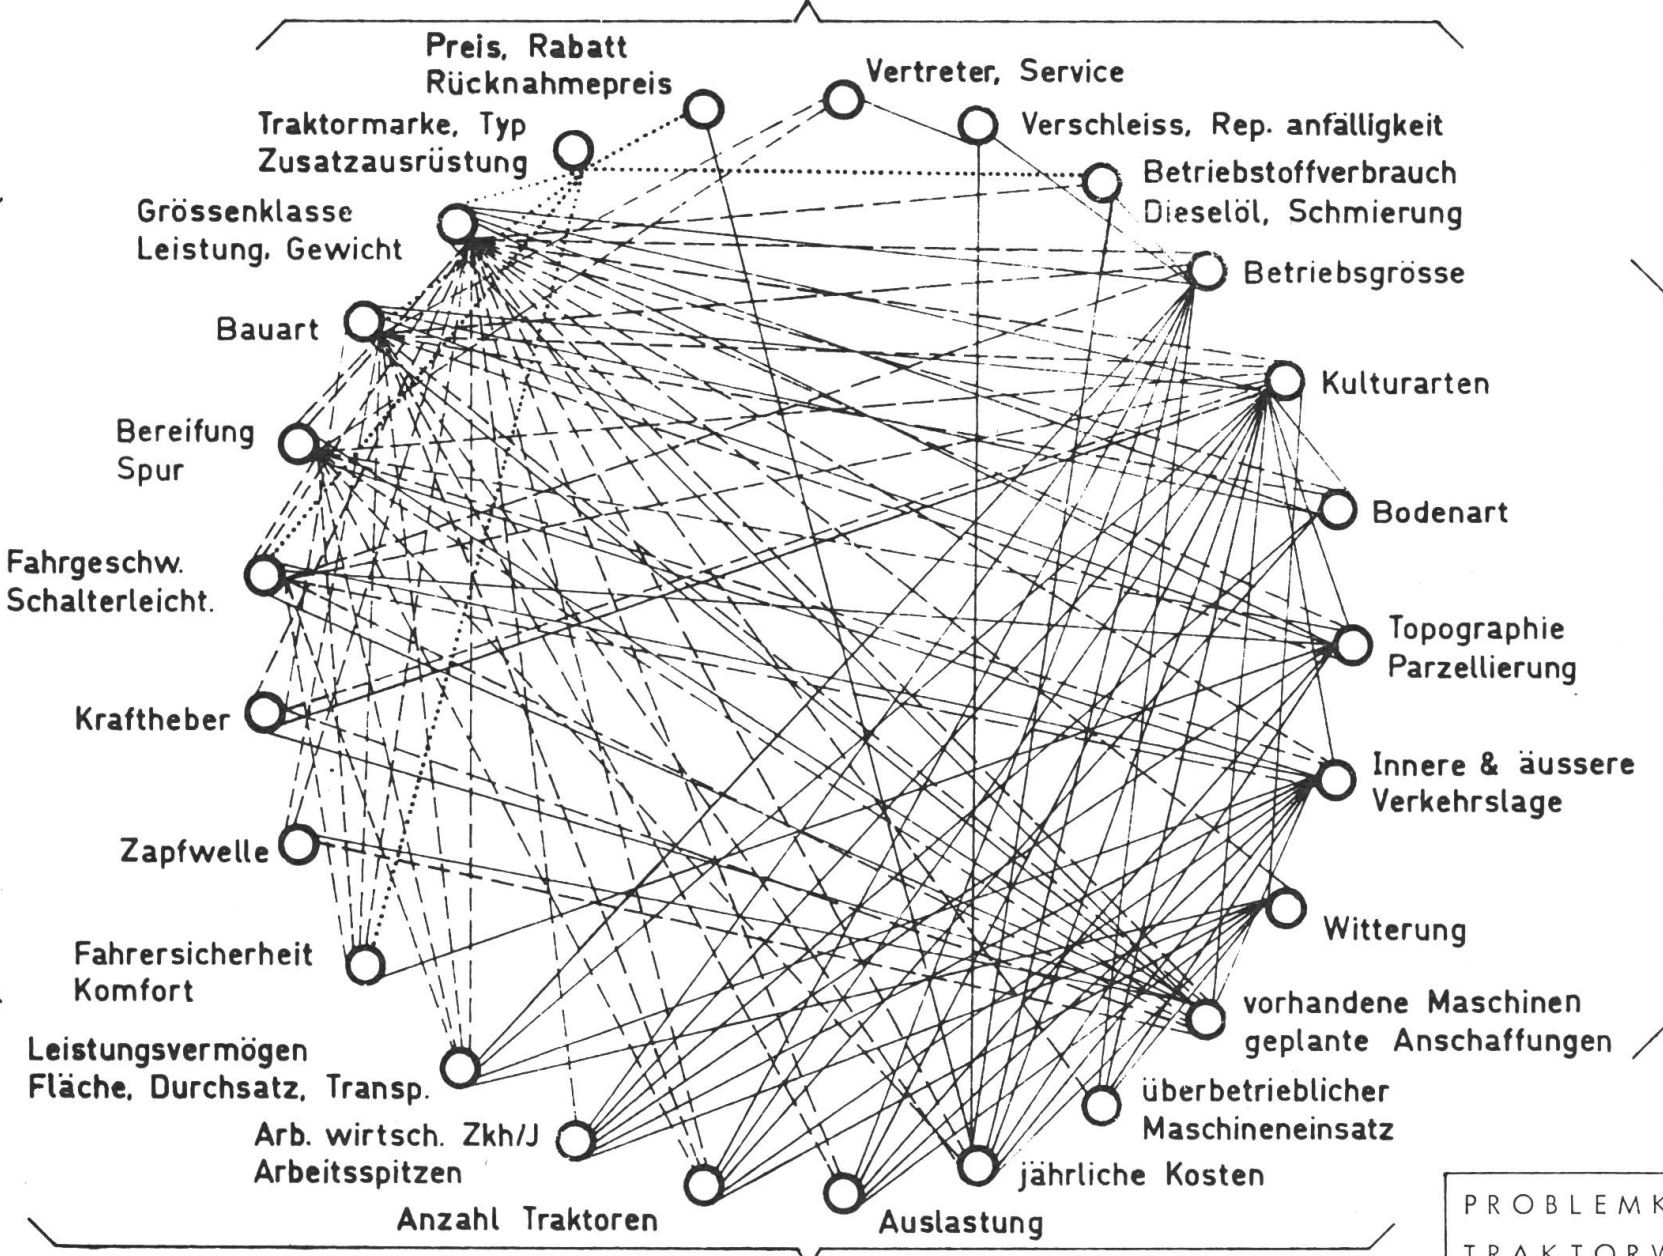 Preis, Rabatt
Rücknahmepreis
Vertreter, Service
Traktormarke, Typ
Zusatzausrüstung
Verschleiss, Rep. anfälligkeit
Betriebstoffverbrauch
Dieselöl, Schmierung
Grössenklasse
Leistung, Gewicht
Betriebsgrösse
Bauart
Kulturarten
Bereifung
Spur
Bodenart
Fahrgeschw.
Schalterleicht.
Topographie
Parzellierung
Kraftheber
Innere & äussere
Verkehrslage
Zapfwelle
Witterung
Fahrersicherheit
Komfort
vorhandene Maschinen
geplante Anschaffungen
Leistungsvermögen
Fläche, Durchsatz, Transp.
überbetrieblicher
Maschineneinsatz
Arb. wirtsch. Zkh/J
Arbeitsspitzen
jährliche Kosten
Anzahl Traktoren
Auslastung
PROBLEMK